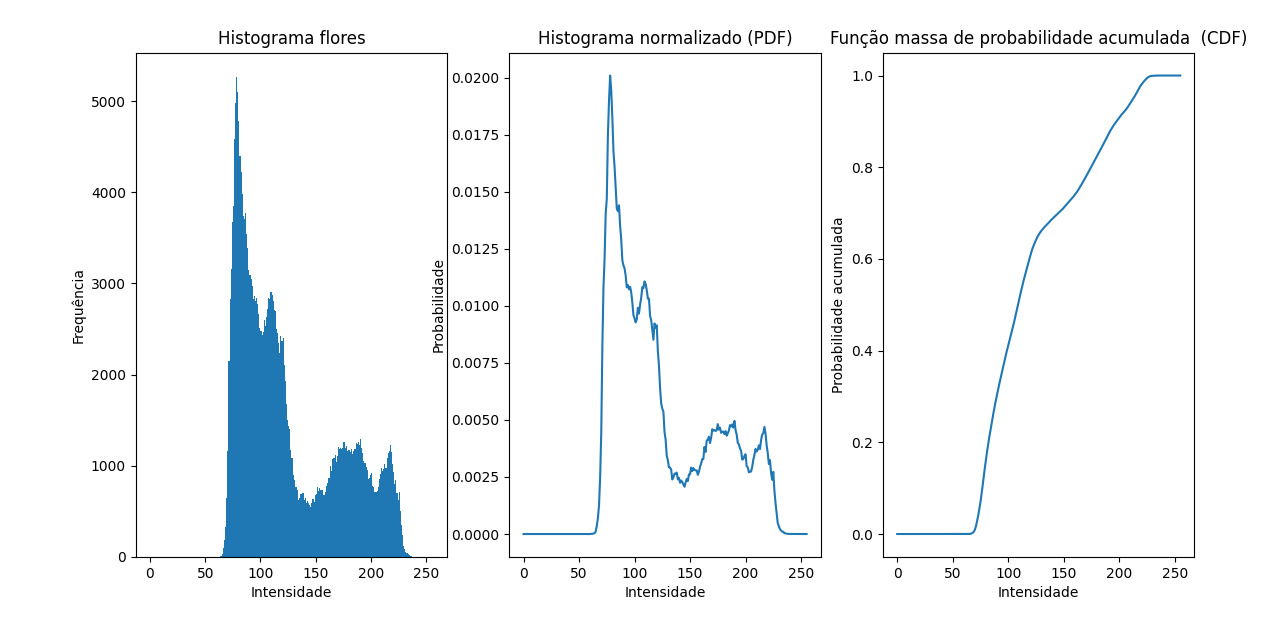 Histograma flores
Frequência
5000
4000
3000
2000
1000
0
0 50 100 150 200 250
Intensidade
Histograma normalizado (PDF)
Probabilidade
0.0200
0.0175
0.0150
0.0125
0.0100
0.0075
0.0050
0.0025
0.0000
0 50 100 150 200 250
Intensidade
Função massa de probabilidade acumulada  (CDF)
Probabilidade acumulada
1.0
0.8
0.6
0.4
0.2
0.0
0 50 100 150 200 250
Intensidade